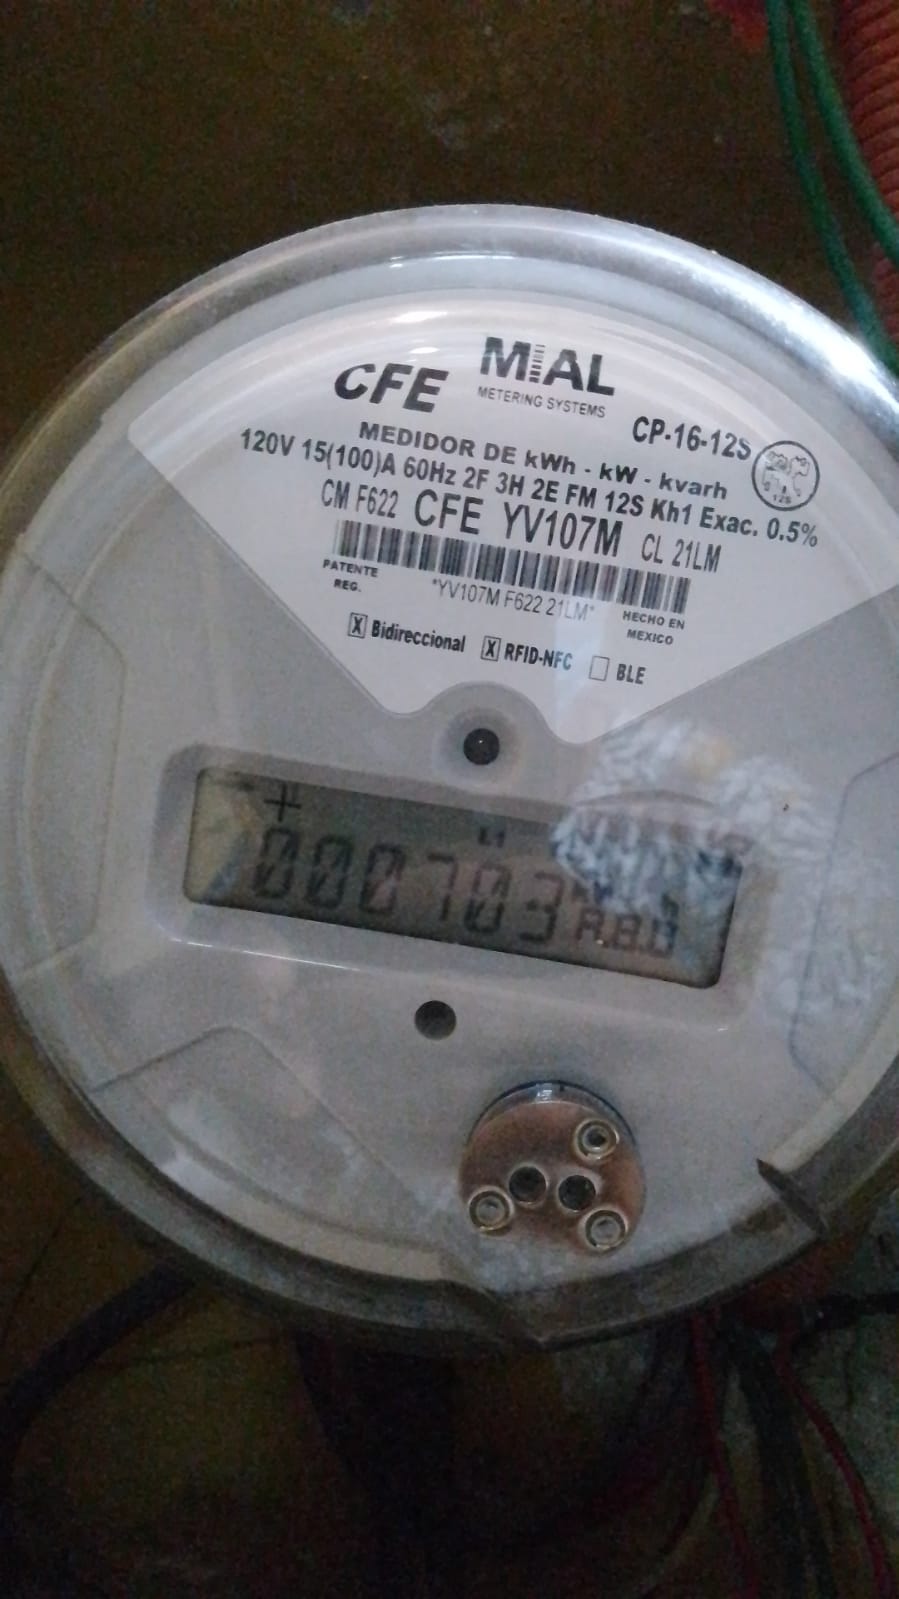 CFE
MIAL
METERING SYSTEMS
CP-16-12S
MEDIDOR DE kWh - kW - kvarh
120V 15(100)A 60Hz 2F 3H 2E FM 12S Kh1 Exac. 0.5%
12S
CM F622 CFE YV107M CL 21LM
PATENTE
REG.
*YV107M F622 21LM*
HECHO EN
MEXICO
X Bidireccional X RFID-NFC BLE
+
000703